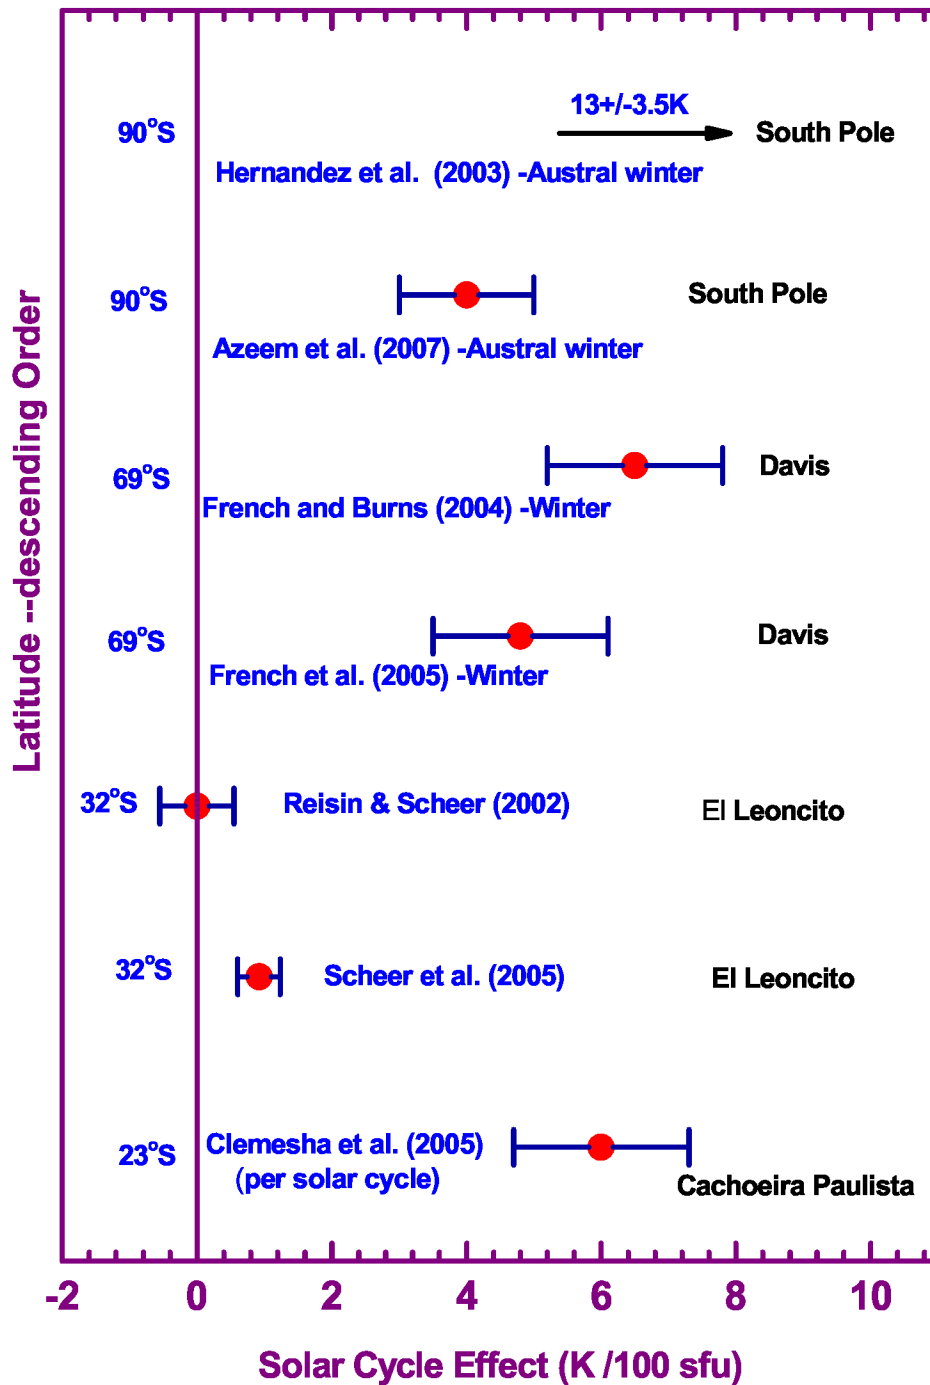 13+/-3.5K
90°S
South Pole
Hernandez et al. (2003) -Austral winter
90°S
South Pole
Azeem et al. (2007) -Austral winter
69°S
Davis
French and Burns (2004) -Winter
69°S
Davis
French et al. (2005) -Winter
32°S
Reisin & Scheer (2002)
El Leoncito
32°S
Scheer et al. (2005)
El Leoncito
23°S
Clemesha et al. (2005)
(per solar cycle)
Cachoeira Paulista
Latitude --descending Order
-2 0 2 4 6 8 10
Solar Cycle Effect (K /100 sfu)